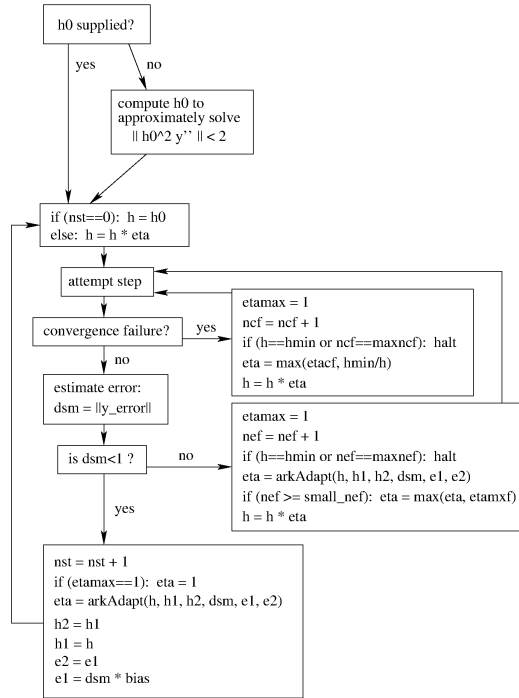 h0 supplied?
yes
no
compute h0 to
approximately solve
|| h0^2 y’’ || < 2
if (nst==0): h = h0
else: h = h * eta
attempt step
convergence failure?
yes
etamax = 1
ncf = ncf + 1
if (h==hmin or ncf==maxncf): halt
eta = max(etacf, hmin/h)
h = h * eta
no
estimate error:
dsm = ||y_error||
is dsm<1 ?
no
etamax = 1
nef = nef + 1
if (h==hmin or nef==maxnef): halt
eta = arkAdapt(h, h1, h2, dsm, e1, e2)
if (nef >= small_nef): eta = max(eta, etamxf)
h = h * eta
yes
nst = nst + 1
if (etamax==1): eta = 1
eta = arkAdapt(h, h1, h2, dsm, e1, e2)
h2 = h1
h1 = h
e2 = e1
e1 = dsm * bias